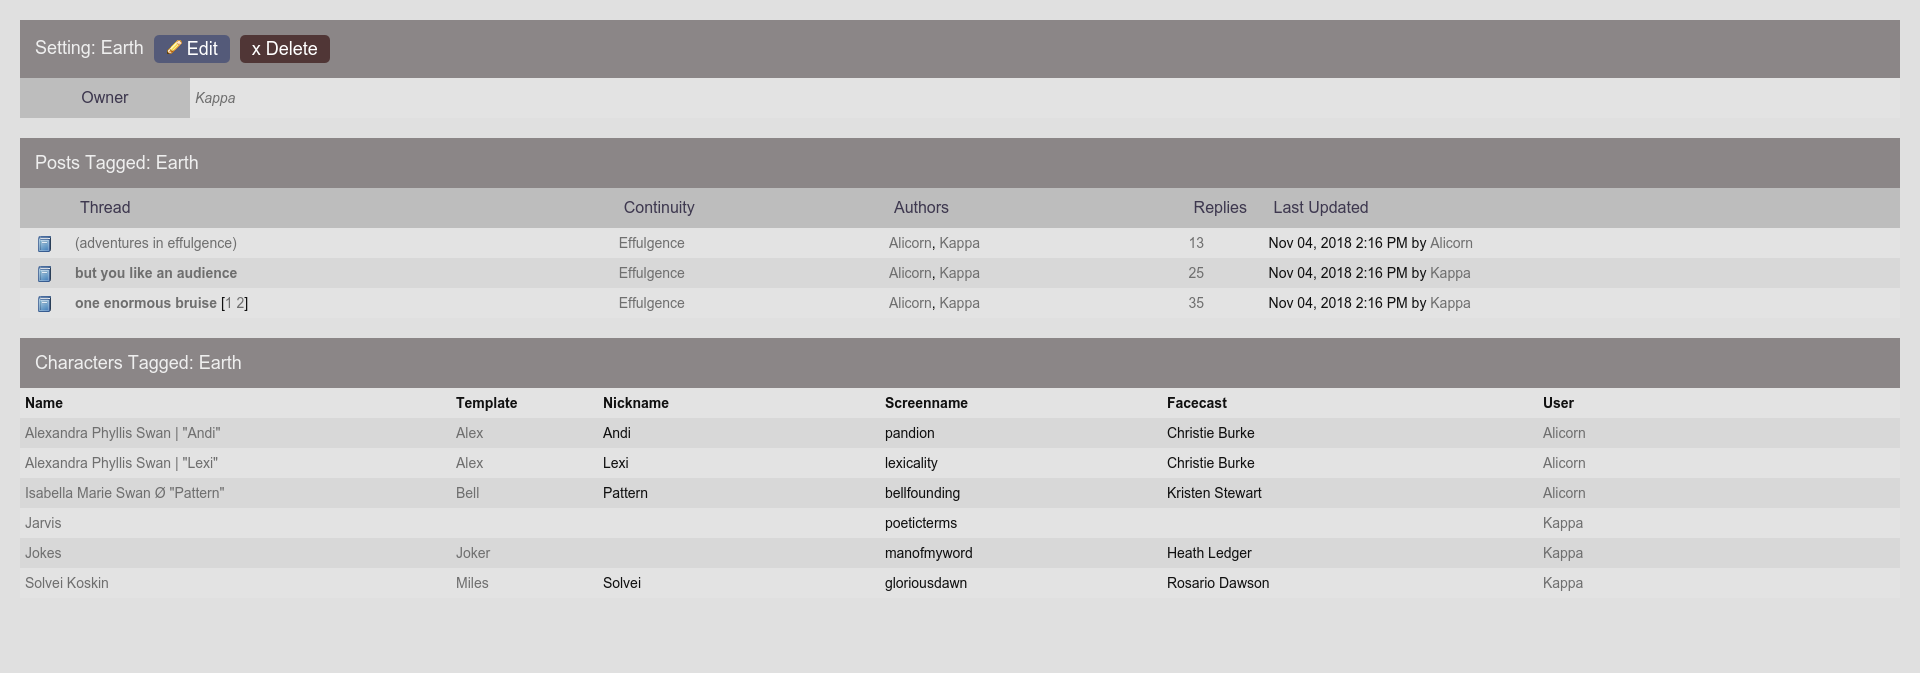 Setting: Earth Edit x Delete
Owner Kappa
Posts Tagged: Earth
Thread Continuity Authors Replies Last Updated
(adventures in effulgence) Effulgence Alicorn, Kappa 13 Nov 04, 2018 2:16 PM by Alicorn
but you like an audience Effulgence Alicorn, Kappa 25 Nov 04, 2018 2:16 PM by Kappa
one enormous bruise [1 2] Effulgence Alicorn, Kappa 35 Nov 04, 2018 2:16 PM by Kappa
Characters Tagged: Earth
Name Template Nickname Screenname Facecast User
Alexandra Phyllis Swan | "Andi" Alex Andi pandion Christie Burke Alicorn
Alexandra Phyllis Swan | "Lexi" Alex Lexi lexicality Christie Burke Alicorn
Isabella Marie Swan Ø "Pattern" Bell Pattern bellfounding Kristen Stewart Alicorn
Jarvis poeticterms Kappa
Jokes Joker manofmyword Heath Ledger Kappa
Solvei Koskin Miles Solvei gloriousdawn Rosario Dawson Kappa